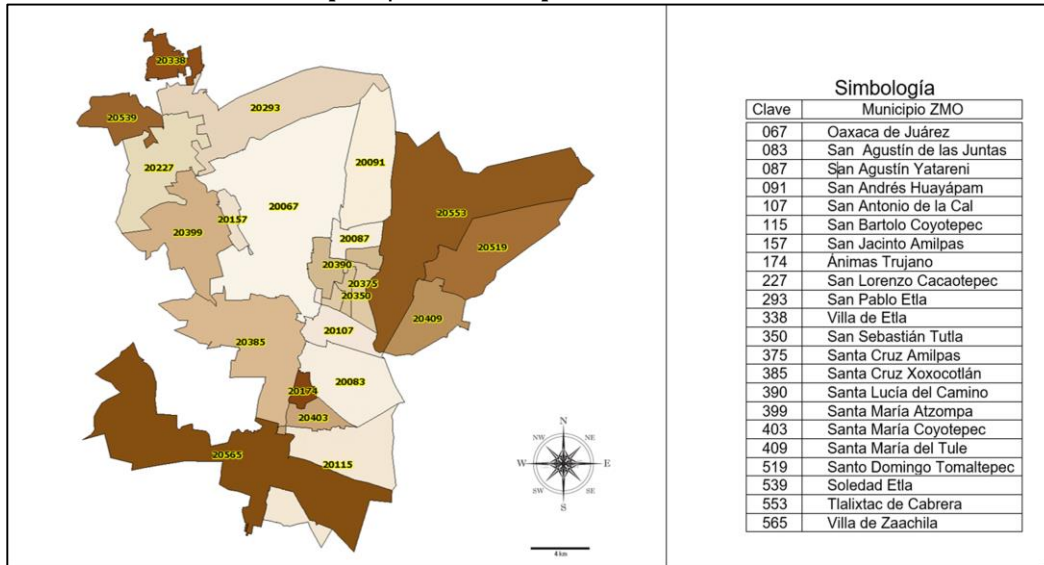 20338
20293
20539
20227
20091
20067
20553
20157
20399
20087
20519
20390
20375
20350
20409
20107
20385
20083
20174
20403
20565
20115
N
NW NE
W E
SW SE
S
4 km
Simbología
Clave Municipio ZMO
067 Oaxaca de Juárez
083 San Agustín de las Juntas
087 San Agustín Yatareni
091 San Andrés Huayápam
107 San Antonio de la Cal
115 San Bartolo Coyotepec
157 San Jacinto Amilpas
174 Ánimas Trujano
227 San Lorenzo Cacaotepec
293 San Pablo Etla
338 Villa de Etla
350 San Sebastián Tutla
375 Santa Cruz Amilpas
385 Santa Cruz Xoxocotlán
390 Santa Lucía del Camino
399 Santa María Atzompa
403 Santa María Coyotepec
409 Santa María del Tule
519 Santo Domingo Tomaltepec
539 Soledad Etla
553 Tlalixtac de Cabrera
565 Villa de Zaachila